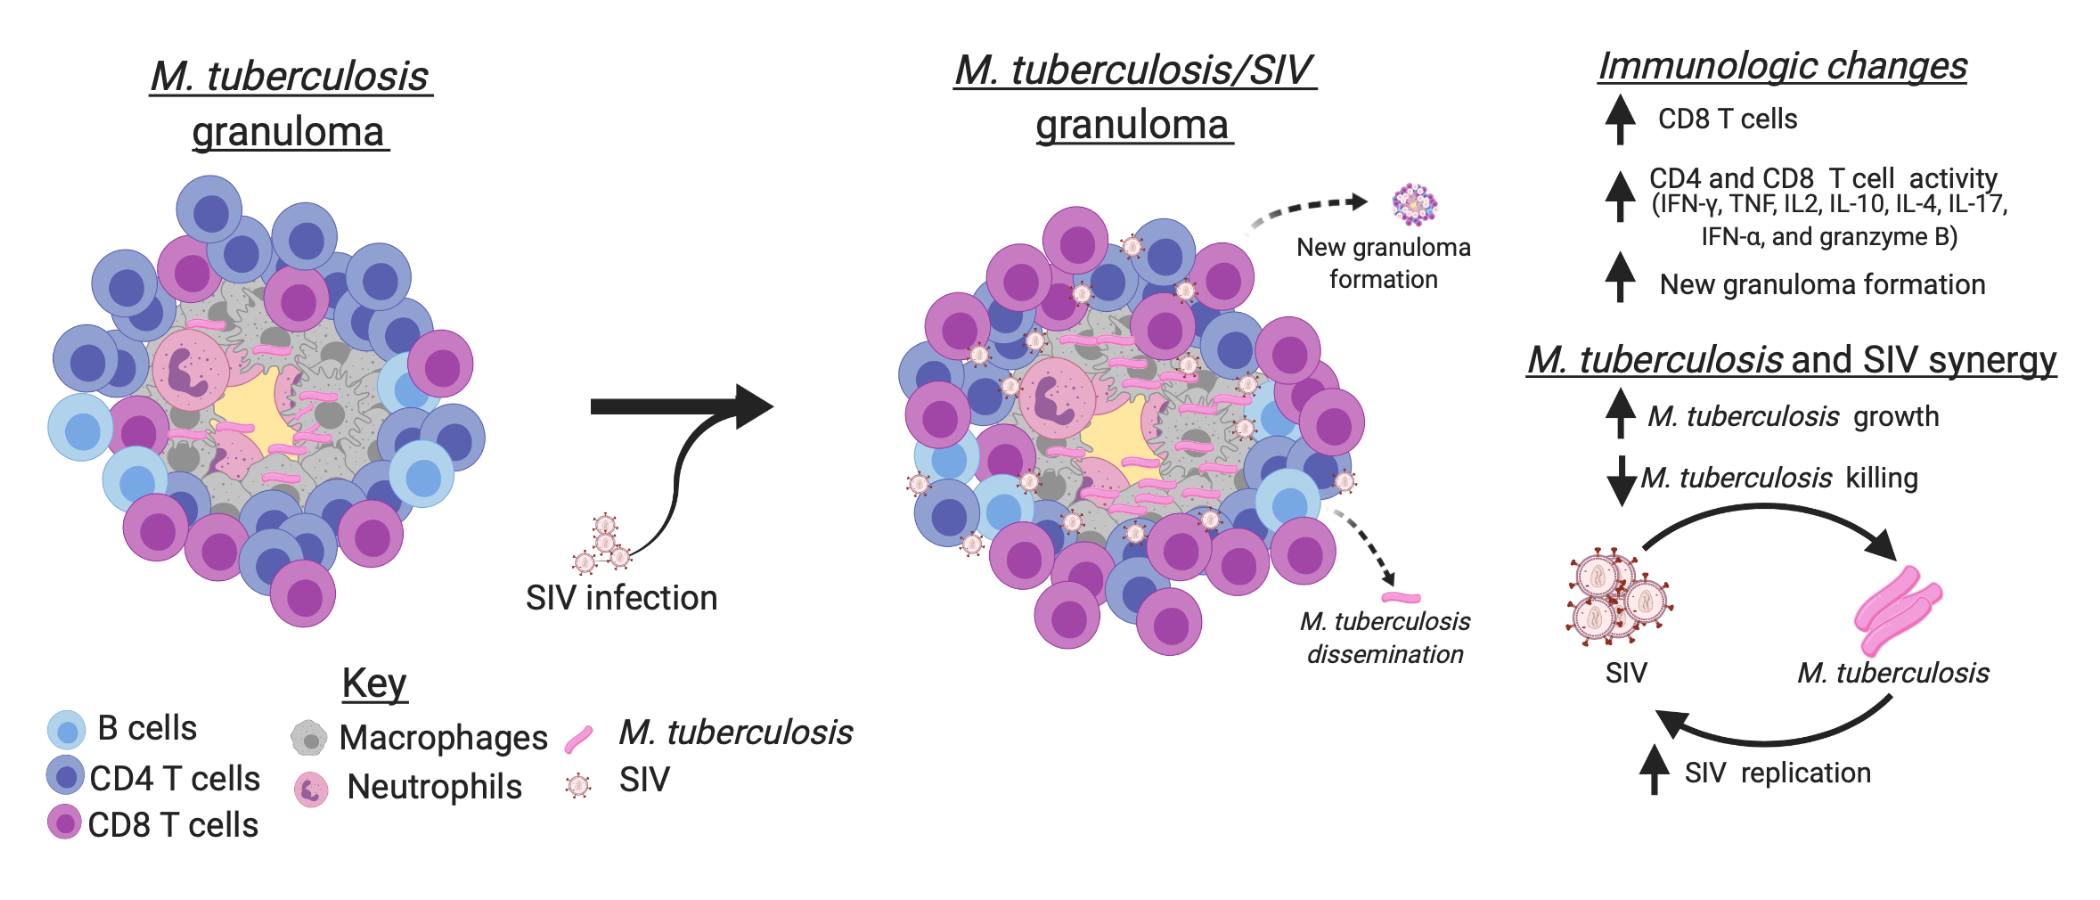 M. tuberculosis
granuloma
SIV infection
M. tuberculosis/SIV
granuloma
New granuloma
formation
M. tuberculosis
dissemination
Immunologic changes
CD8 T cells
CD4 and CD8 T cell activity
(IFN-γ, TNF, IL2, IL-10, IL-4, IL-17,
IFN-α, and granzyme B)
New granuloma formation
M. tuberculosis and SIV synergy
M. tuberculosis growth
M. tuberculosis killing
SIV
M. tuberculosis
SIV replication
Key
B cells
CD4 T cells
CD8 T cells
Macrophages
Neutrophils
M. tuberculosis
SIV